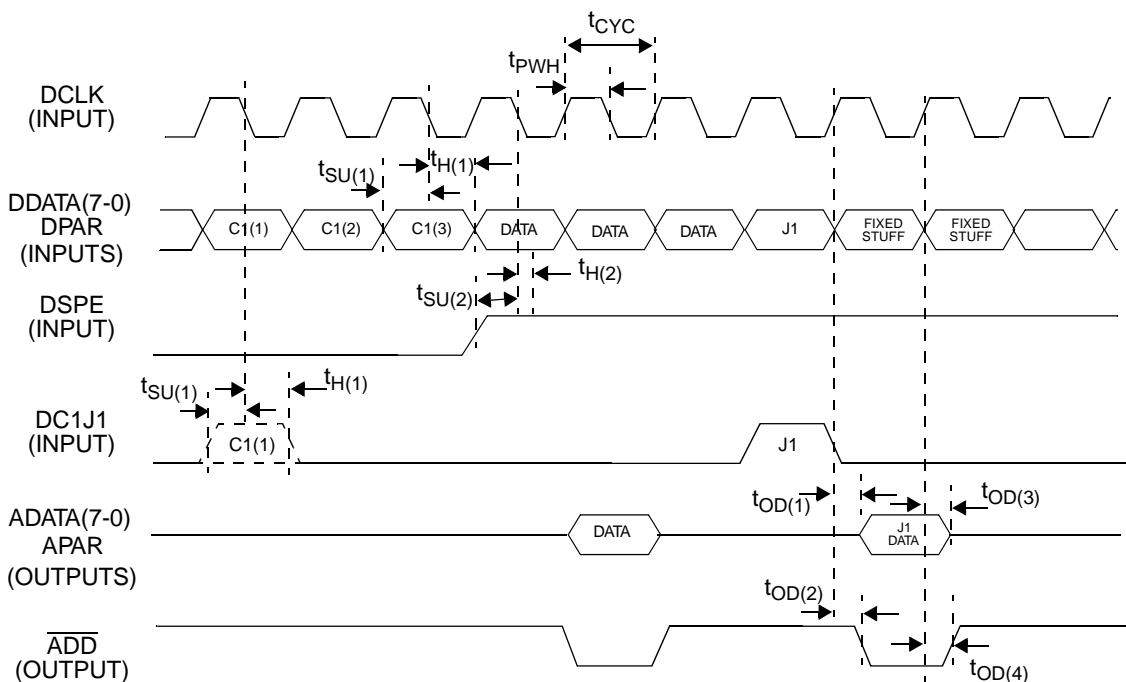 tCYC
tPWH
DCLK
(INPUT)
tSU(1)
tH(1)
DDATA(7-0)
DPAR
(INPUTS)
C1(1)
C1(2)
C1(3)
DATA
DATA
DATA
J1
FIXED
STUFF
FIXED
STUFF
tH(2)
tSU(2)
DSPE
(INPUT)
tSU(1)
tH(1)
DC1J1
(INPUT)
C1(1)
J1
tOD(1)
tOD(3)
ADATA(7-0)
APAR
(OUTPUTS)
DATA
J1
DATA
tOD(2)
ADD
(OUTPUT)
tOD(4)